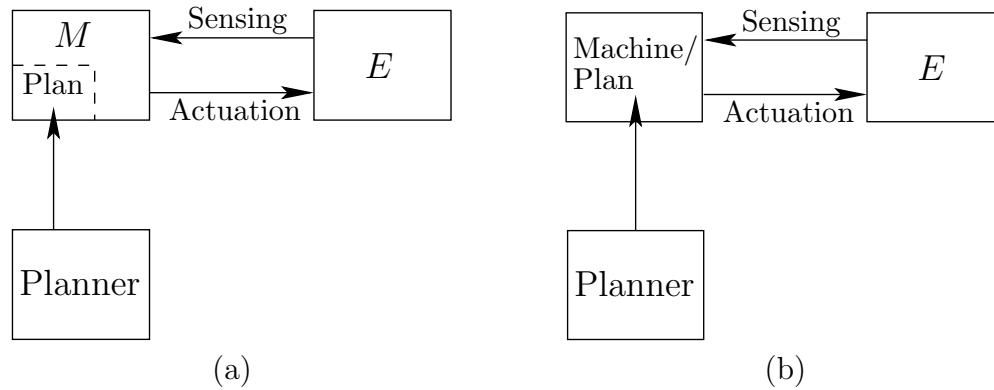 M
Plan
Sensing
Actuation
E
Planner
(a)
Machine/
Plan
Sensing
Actuation
E
Planner
(b)